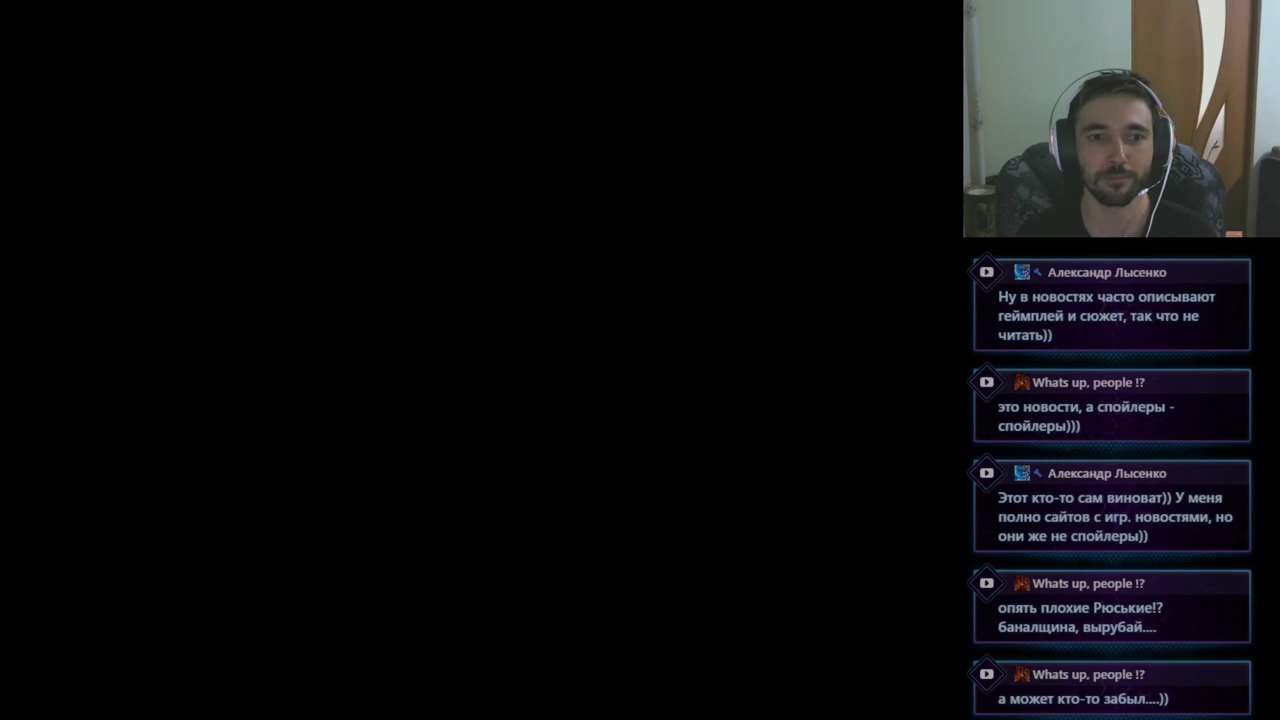 Александр Лысенко
Ну в новостях часто описывают
геймплей и сюжет, так что не
читать))
Whats up, people !?
это новости, а спойлеры -
спойлеры)))
Александр Лысенко
Этот кто-то сам виноват)) У меня
полно сайтов с игр. новостями, но
они же не спойлеры))
Whats up, people !?
опять плохие Рюськие!?
баналщина, вырубай....
Whats up, people !?
а может кто-то забыл....))